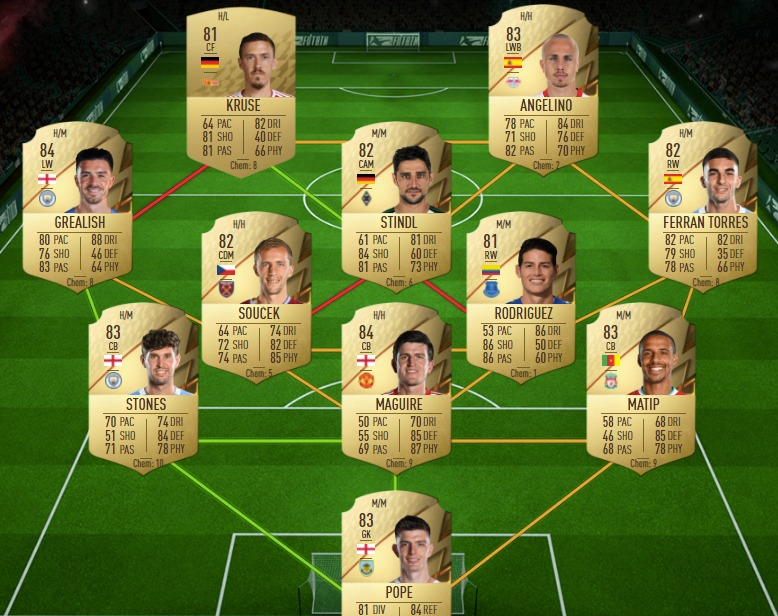 H/L
81
CF
KRUSE
64 PAC 82 DRI
81 SHO 40 DEF
81 PAS 66 PHY
Chem: 8
H/H
83
LWB
ANGELINO
78 PAC 84 DRI
71 SHO 76 DEF
82 PAS 70 PHY
Chem: 2
H/M
84
LW
GREALISH
80 PAC 88 DRI
76 SHO 46 DEF
83 PAS 64 PHY
Chem: 8
M/M
82
CAM
STINDL
61 PAC 81 DRI
84 SHO 60 DEF
81 PAS 73 PHY
Chem: 6
H/M
82
RW
FERRAN TORRES
82 PAC 82 DRI
79 SHO 35 DEF
78 PAS 66 PHY
Chem: 8
H/H
82
CDM
SOUCEK
64 PAC 74 DRI
72 SHO 82 DEF
74 PAS 85 PHY
Chem: 5
M/M
81
RW
RODRIGUEZ
53 PAC 86 DRI
86 SHO 50 DEF
86 PAS 60 PHY
Chem: 1
H/M
83
CB
STONES
70 PAC 74 DRI
51 SHO 84 DEF
71 PAS 78 PHY
Chem: 10
H/H
84
CB
MAGUIRE
50 PAC 70 DRI
55 SHO 85 DEF
69 PAS 87 PHY
Chem: 9
M/M
83
CB
MATIP
58 PAC 68 DRI
46 SHO 85 DEF
68 PAS 78 PHY
Chem: 9
M/M
83
GK
POPE
81 DIV 84 REF